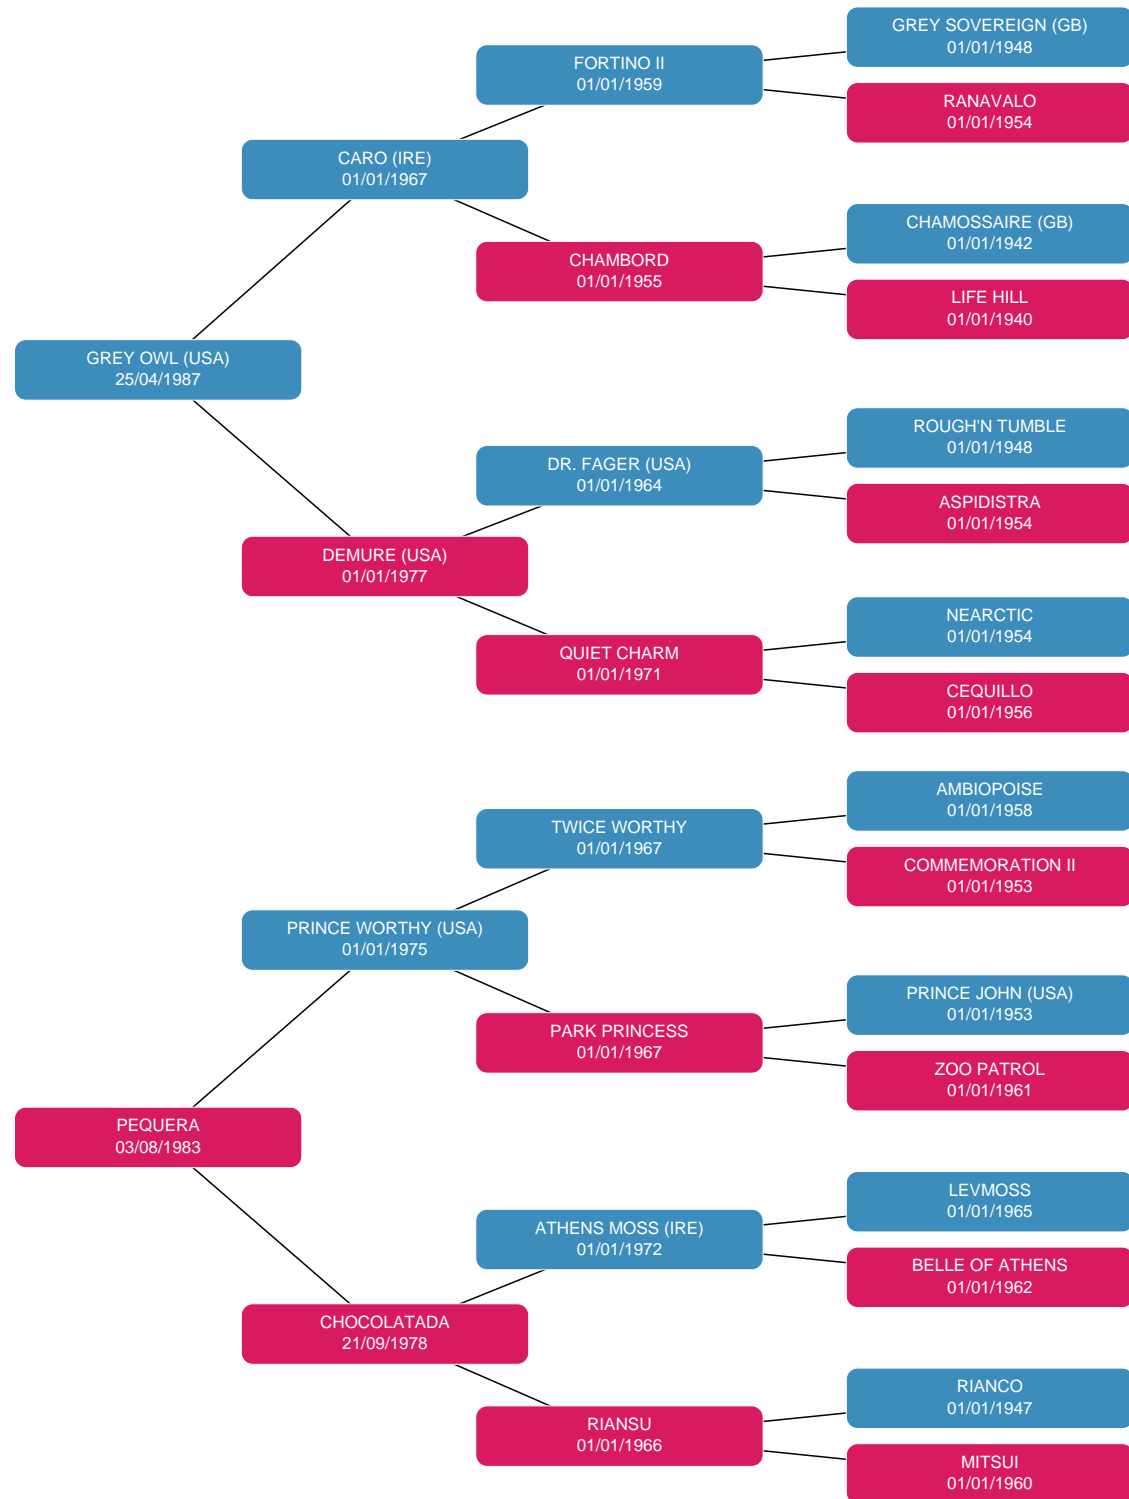 GREY SOVEREIGN (GB)
01/01/1948
FORTINO II
01/01/1959
RANAVALO
01/01/1954
CARO (IRE)
01/01/1967
CHAMOSSAIRE (GB)
01/01/1942
CHAMBORD
01/01/1955
LIFE HILL
01/01/1940
GREY OWL (USA)
25/04/1987
ROUGH'N TUMBLE
01/01/1948
DR. FAGER (USA)
01/01/1964
ASPIDISTRA
01/01/1954
DEMURE (USA)
01/01/1977
NEARCTIC
01/01/1954
QUIET CHARM
01/01/1971
CEQUILLO
01/01/1956
AMBIOPOISE
01/01/1958
TWICE WORTHY
01/01/1967
COMMEMORATION II
01/01/1953
PRINCE WORTHY (USA)
01/01/1975
PRINCE JOHN (USA)
01/01/1953
PARK PRINCESS
01/01/1967
ZOO PATROL
01/01/1961
PEQUERA
03/08/1983
LEVMOSS
01/01/1965
ATHENS MOSS (IRE)
01/01/1972
BELLE OF ATHENS
01/01/1962
CHOCOLATADA
21/09/1978
RIANCO
01/01/1947
RIANSU
01/01/1966
MITSUI
01/01/1960